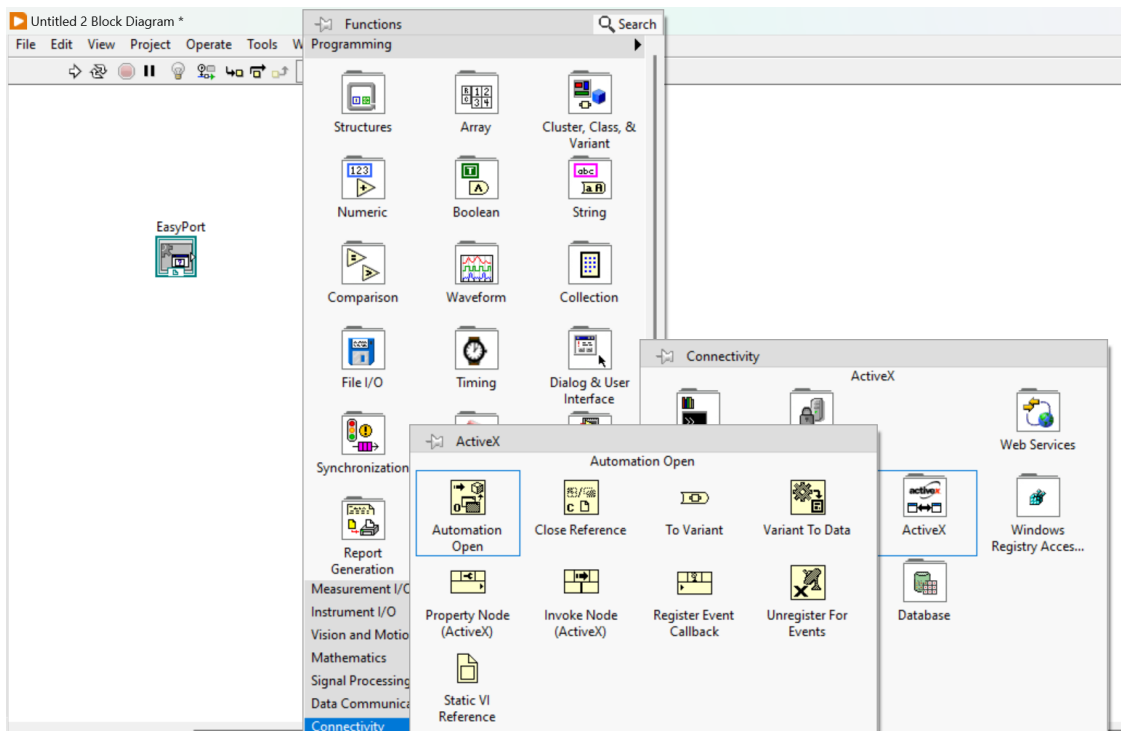 Untitled 2 Block Diagram *
File Edit View Project Operate Tools W
Functions
Search
Programming
Structures
Array
Cluster, Class, &
Variant
Numeric
Boolean
String
EasyPort
Comparison
Waveform
Collection
File I/O
Timing
Dialog & User
Interface
Synchronization
Report
Generation
Measurement I/O
Instrument I/O
Vision and Motio
Mathematics
Signal Processing
Data Communica
Connectivity
Connectivity
ActiveX
Web Services
ActiveX
Windows
Registry Acces...
Database
ActiveX
Automation Open
Automation
Open
Close Reference
To Variant
Variant To Data
Property Node
(ActiveX)
Invoke Node
(ActiveX)
Register Event
Callback
Unregister For
Events
Static VI
Reference